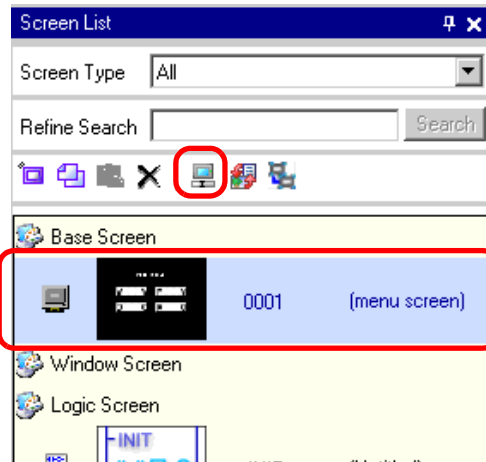 Screen List
Screen Type All
Refine Search Search
Base Screen
0001 (menu screen)
Window Screen
Logic Screen
INIT